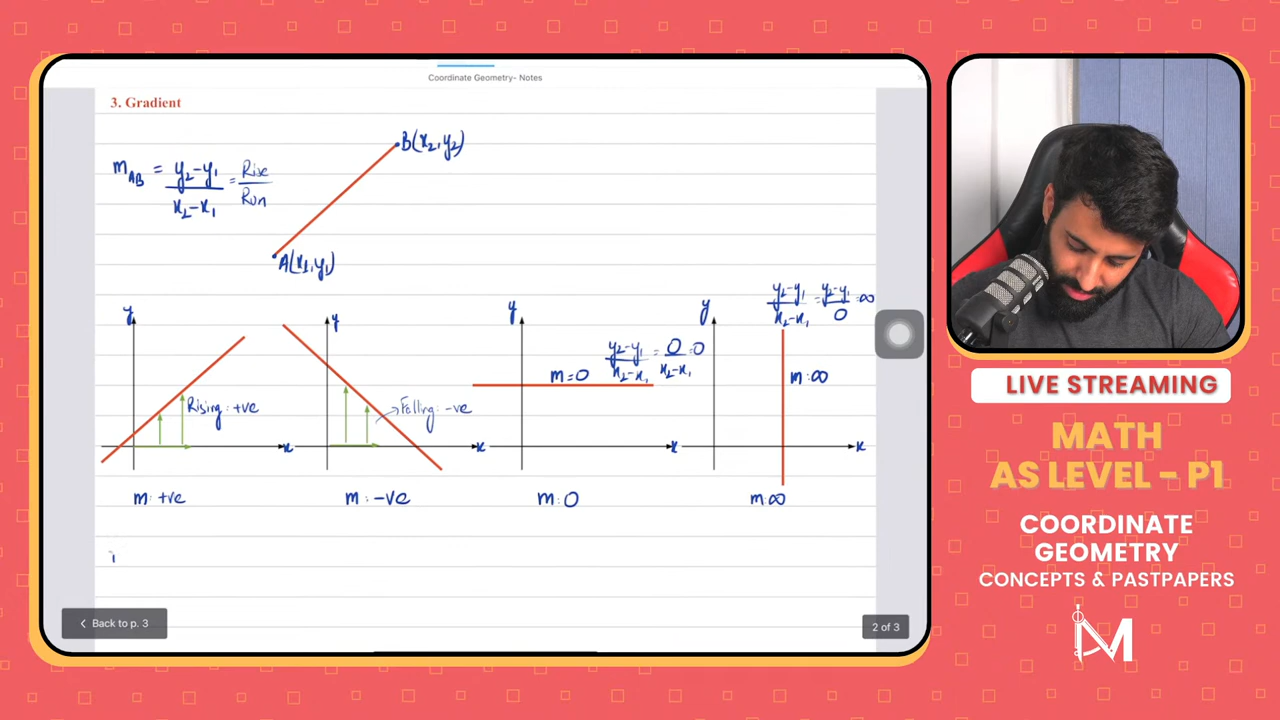 Coordinate Geometry- Notes
3. Gradient
B(x₂, y₂)
m_AB = y₂-y₁ / x₂-x₁ = Rise / Run
A(x₁, y₁)
y
y
y
y
y₂-y₁ / x₂-x₁ = y₂-y₁ / 0 = ∞
y₂-y₁ / x₂-x₁ = 0 / x₂-x₁ = 0
m=0
m:∞
Rising: +ve
Falling: -ve
x
x
x
x
m: +ve
m: -ve
m: 0
m: ∞
Back to p. 3
2 of 3
LIVE STREAMING
MATH
AS LEVEL - P1
COORDINATE
GEOMETRY
CONCEPTS & PASTPAPERS
M